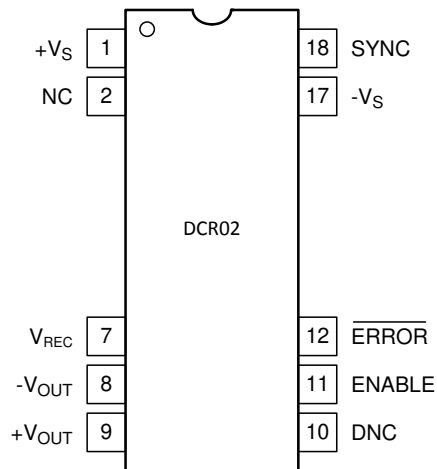 +VS 1 18 SYNC
NC 2 17 -VS
DCR02
VREC 7 12 ERROR
-VOUT 8 11 ENABLE
+VOUT 9 10 DNC